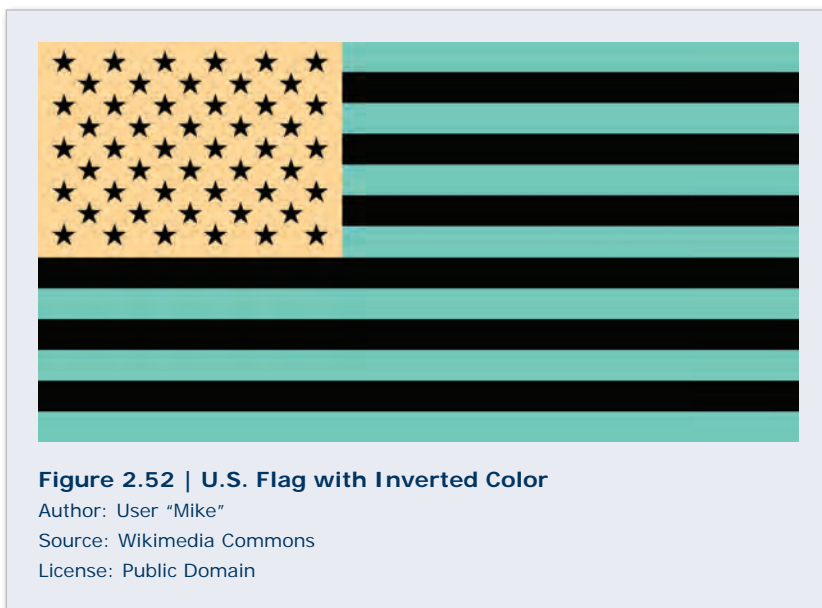 Figure 2.52 | U.S. Flag with Inverted Color
Author: User “Mike”
Source: Wikimedia Commons
License: Public Domain